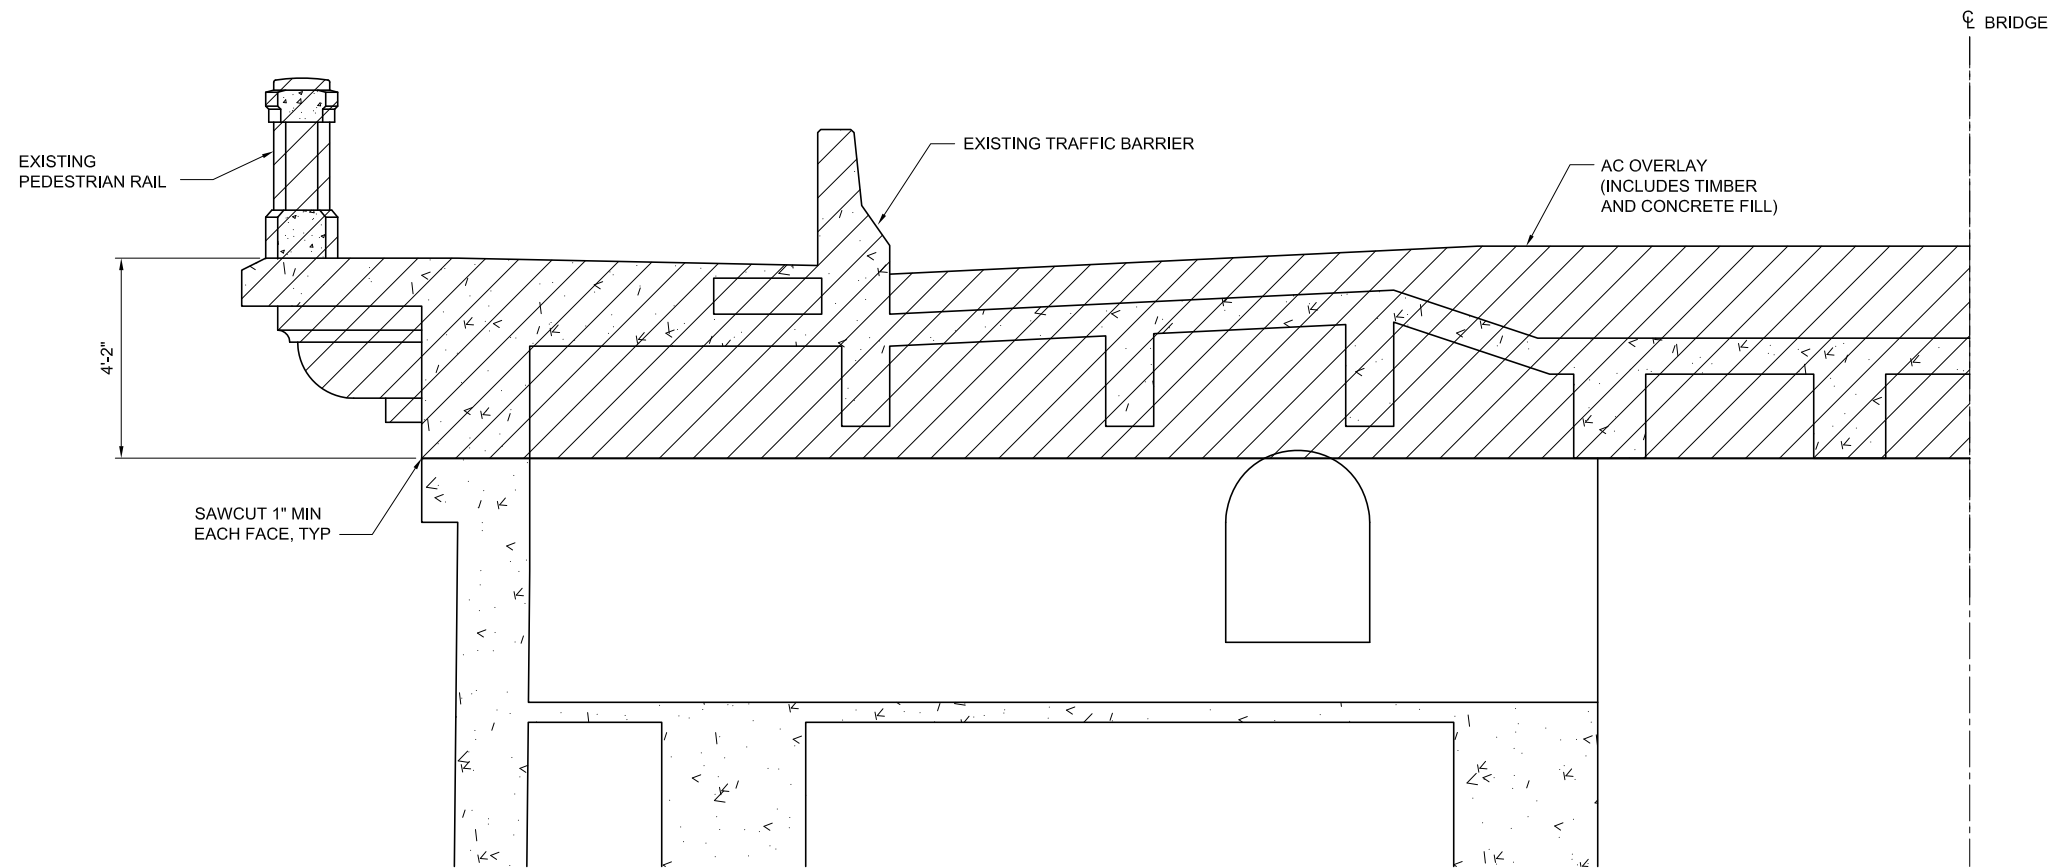 ℄ BRIDGE
EXISTING TRAFFIC BARRIER
EXISTING
PEDESTRIAN RAIL
AC OVERLAY
(INCLUDES TIMBER
AND CONCRETE FILL)
4'-2"
SAWCUT 1" MIN
EACH FACE, TYP